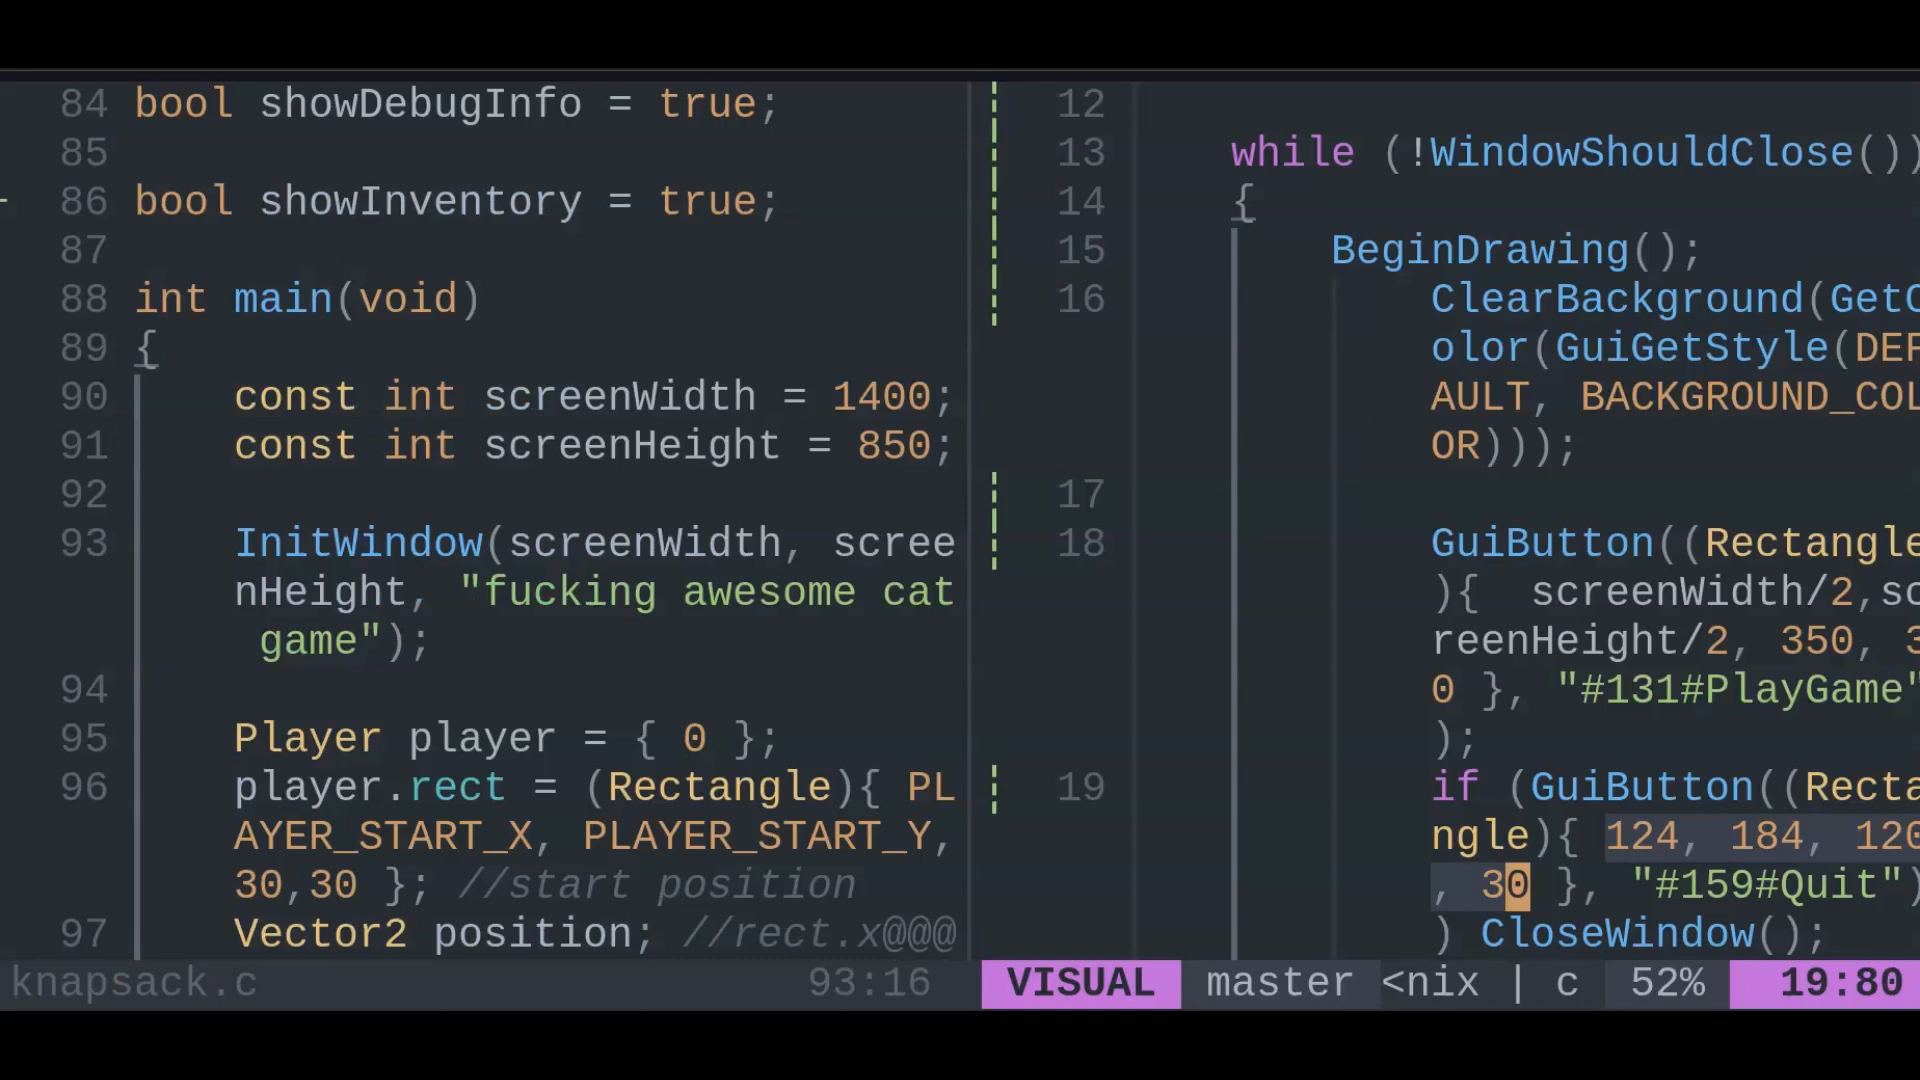 84 bool showDebugInfo = true;
85
86 bool showInventory = true;
87
88 int main(void)
89 {
90 const int screenWidth = 1400;
91 const int screenHeight = 850;
92
93 InitWindow(screenWidth, scree
nHeight, "fucking awesome cat
game");
94
95 Player player = { 0 };
96 player.rect = (Rectangle){ PL
AYER_START_X, PLAYER_START_Y,
30,30 }; //start position
97 Vector2 position; //rect.x@@@
knapsack.c 93:16
12
13 while (!WindowShouldClose())
14 {
15 BeginDrawing();
16 ClearBackground(GetC
olor(GuiGetStyle(DEF
AULT, BACKGROUND_COL
OR)));
17
18 GuiButton((Rectangle
){  screenWidth/2,sc
reenHeight/2, 350, 3
0 }, "#131#PlayGame"
);
19 if (GuiButton((Recta
ngle){ 124, 184, 120
, 30 }, "#159#Quit")
) CloseWindow();
VISUAL master <nix | c 52% 19:80